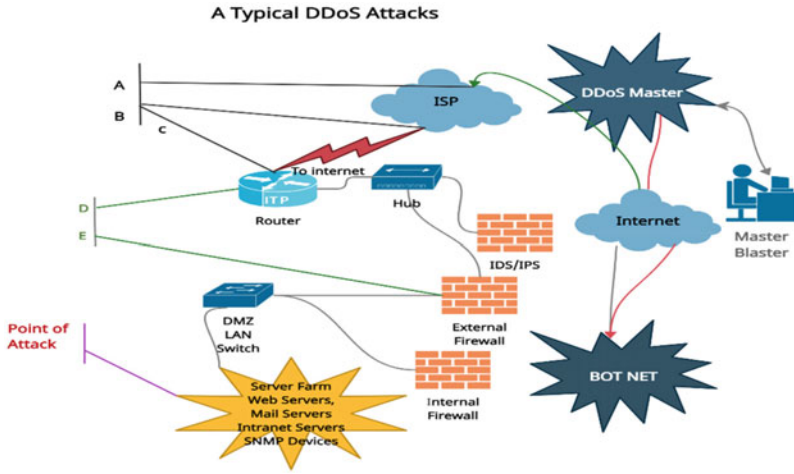 A Typical DDoS Attacks
A
B
C
ISP
DDoS Master
To internet
ITP
Router
Hub
D
E
IDS/IPS
Internet
Master
Blaster
DMZ
LAN
Switch
External
Firewall
Point of
Attack
Internal
Firewall
BOT NET
Server Farm
Web Servers,
Mail Servers
Intranet Servers
SNMP Devices